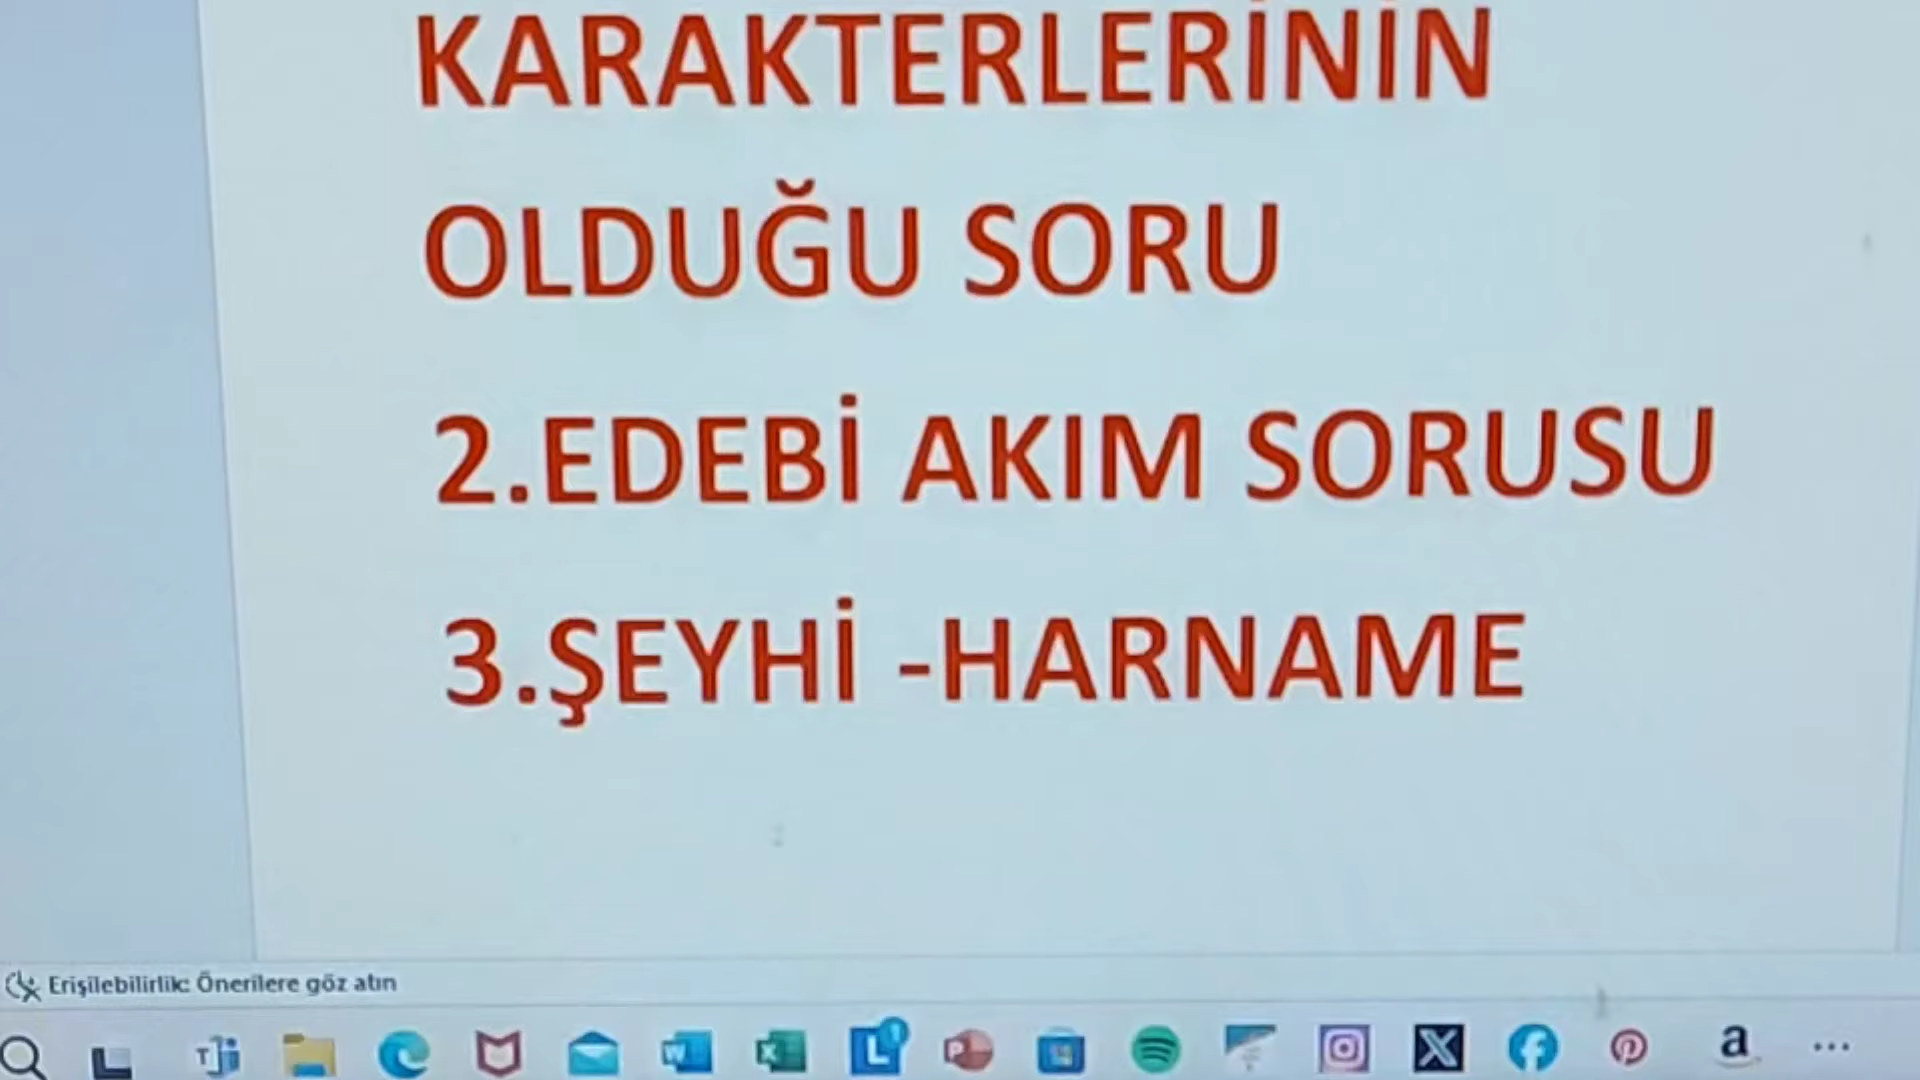 KARAKTERLERİNİN
OLDUĞU SORU
2.EDEBİ AKIM SORUSU
3.ŞEYHİ -HARNAME
Erişilebilirlik: Önerilere göz atın